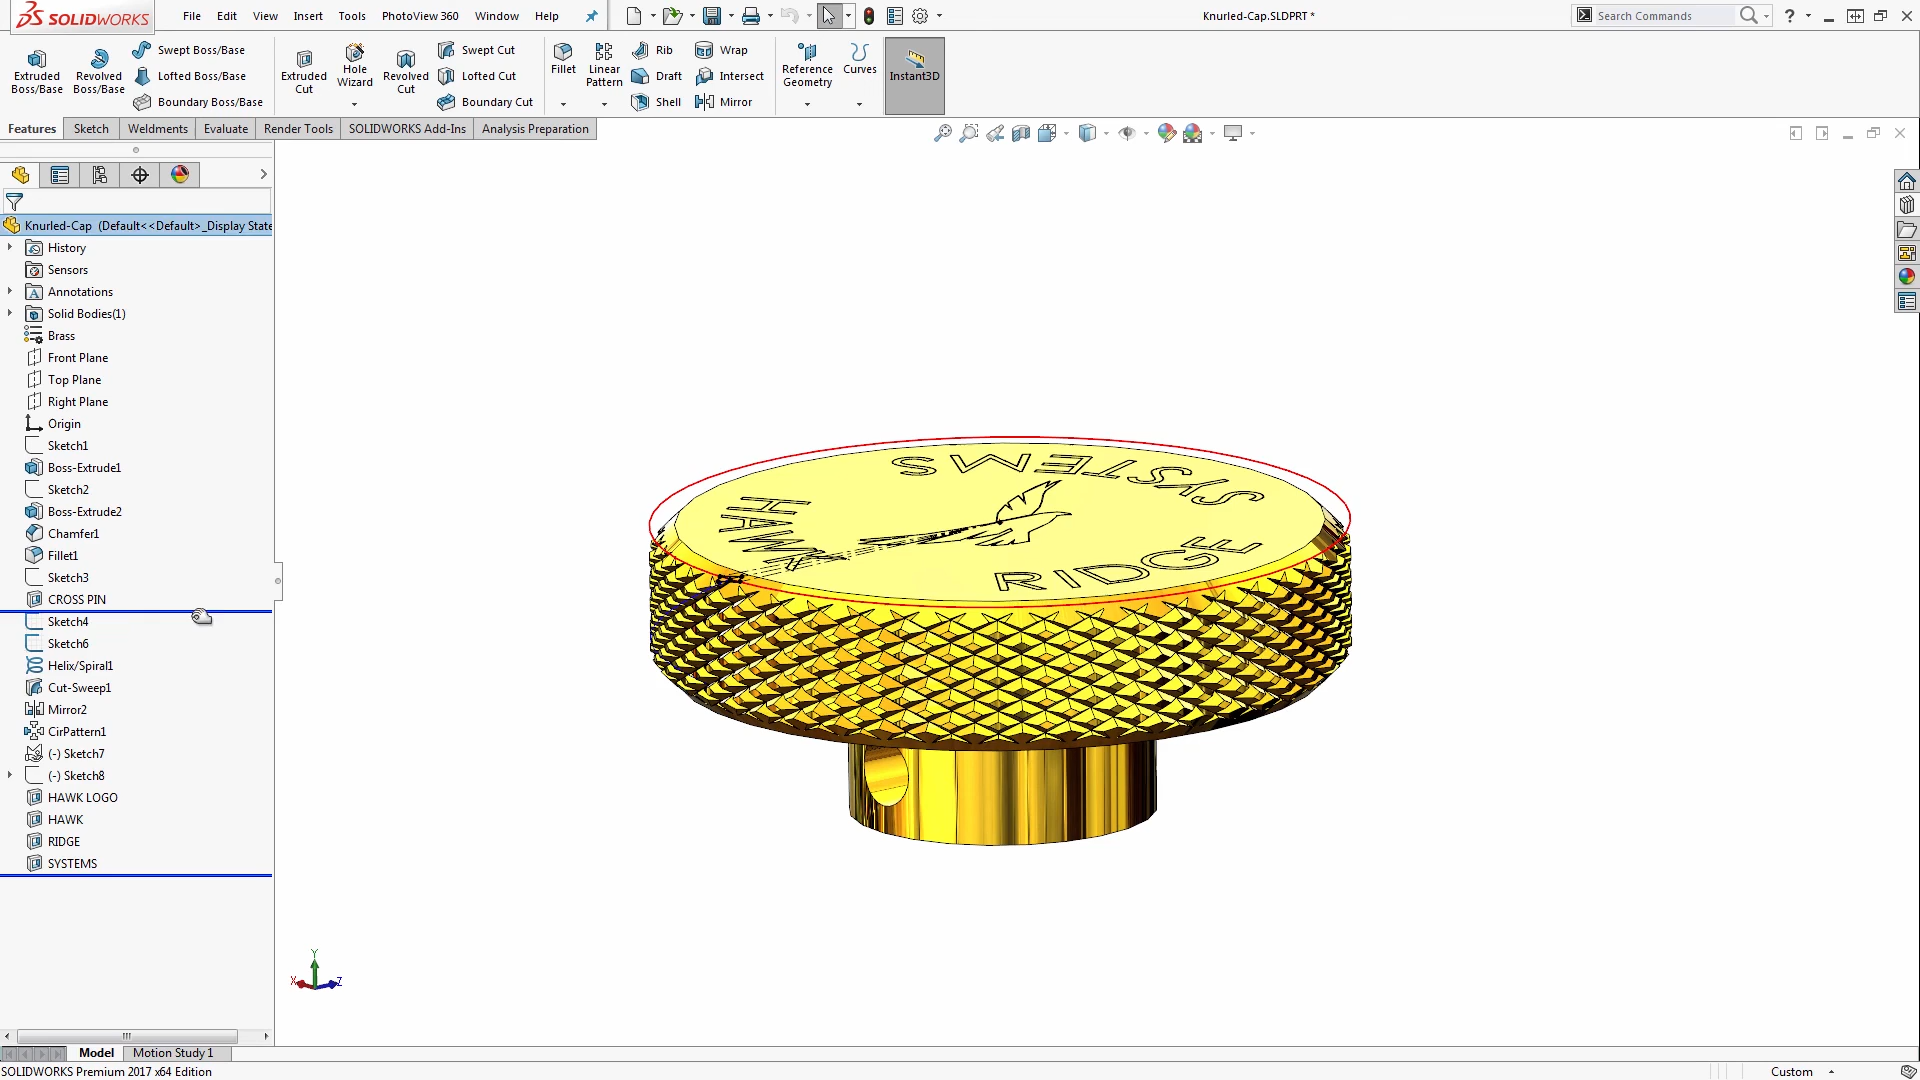 SOLIDWORKS
File Edit View Insert Tools PhotoView 360 Window Help
Knurled-Cap.SLDPRT *
Search Commands
Extruded Boss/Base
Revolved Boss/Base
Swept Boss/Base
Lofted Boss/Base
Boundary Boss/Base
Extruded Cut
Hole Wizard
Revolved Cut
Swept Cut
Lofted Cut
Boundary Cut
Fillet
Linear Pattern
Rib
Draft
Shell
Wrap
Intersect
Mirror
Reference Geometry
Curves
Instant3D
Features Sketch Weldments Evaluate Render Tools SOLIDWORKS Add-Ins Analysis Preparation
Knurled-Cap (Default<<Default>_Display State
History
Sensors
Annotations
Solid Bodies(1)
Brass
Front Plane
Top Plane
Right Plane
Origin
Sketch1
Boss-Extrude1
Sketch2
Boss-Extrude2
Chamfer1
Fillet1
Sketch3
CROSS PIN
Sketch4
Sketch6
Helix/Spiral1
Cut-Sweep1
Mirror2
CirPattern1
(-) Sketch7
(-) Sketch8
HAWK LOGO
HAWK
RIDGE
SYSTEMS
HAWK
RIDGE
SYSTEMS
Y
X
Z
Model Motion Study 1
SOLIDWORKS Premium 2017 x64 Edition
Custom